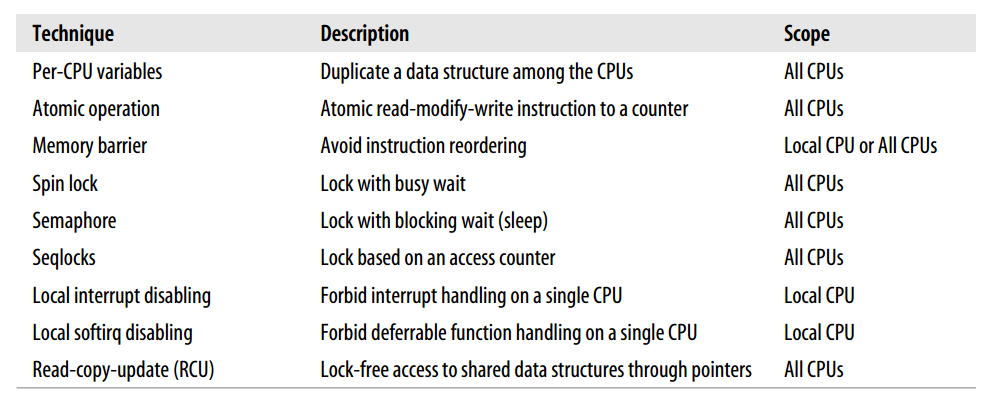 Technique Description Scope
Per-CPU variables Duplicate a data structure among the CPUs All CPUs
Atomic operation Atomic read-modify-write instruction to a counter All CPUs
Memory barrier Avoid instruction reordering Local CPU or All CPUs
Spin lock Lock with busy wait All CPUs
Semaphore Lock with blocking wait (sleep) All CPUs
Seqlocks Lock based on an access counter All CPUs
Local interrupt disabling Forbid interrupt handling on a single CPU Local CPU
Local softirq disabling Forbid deferrable function handling on a single CPU Local CPU
Read-copy-update (RCU) Lock-free access to shared data structures through pointers All CPUs